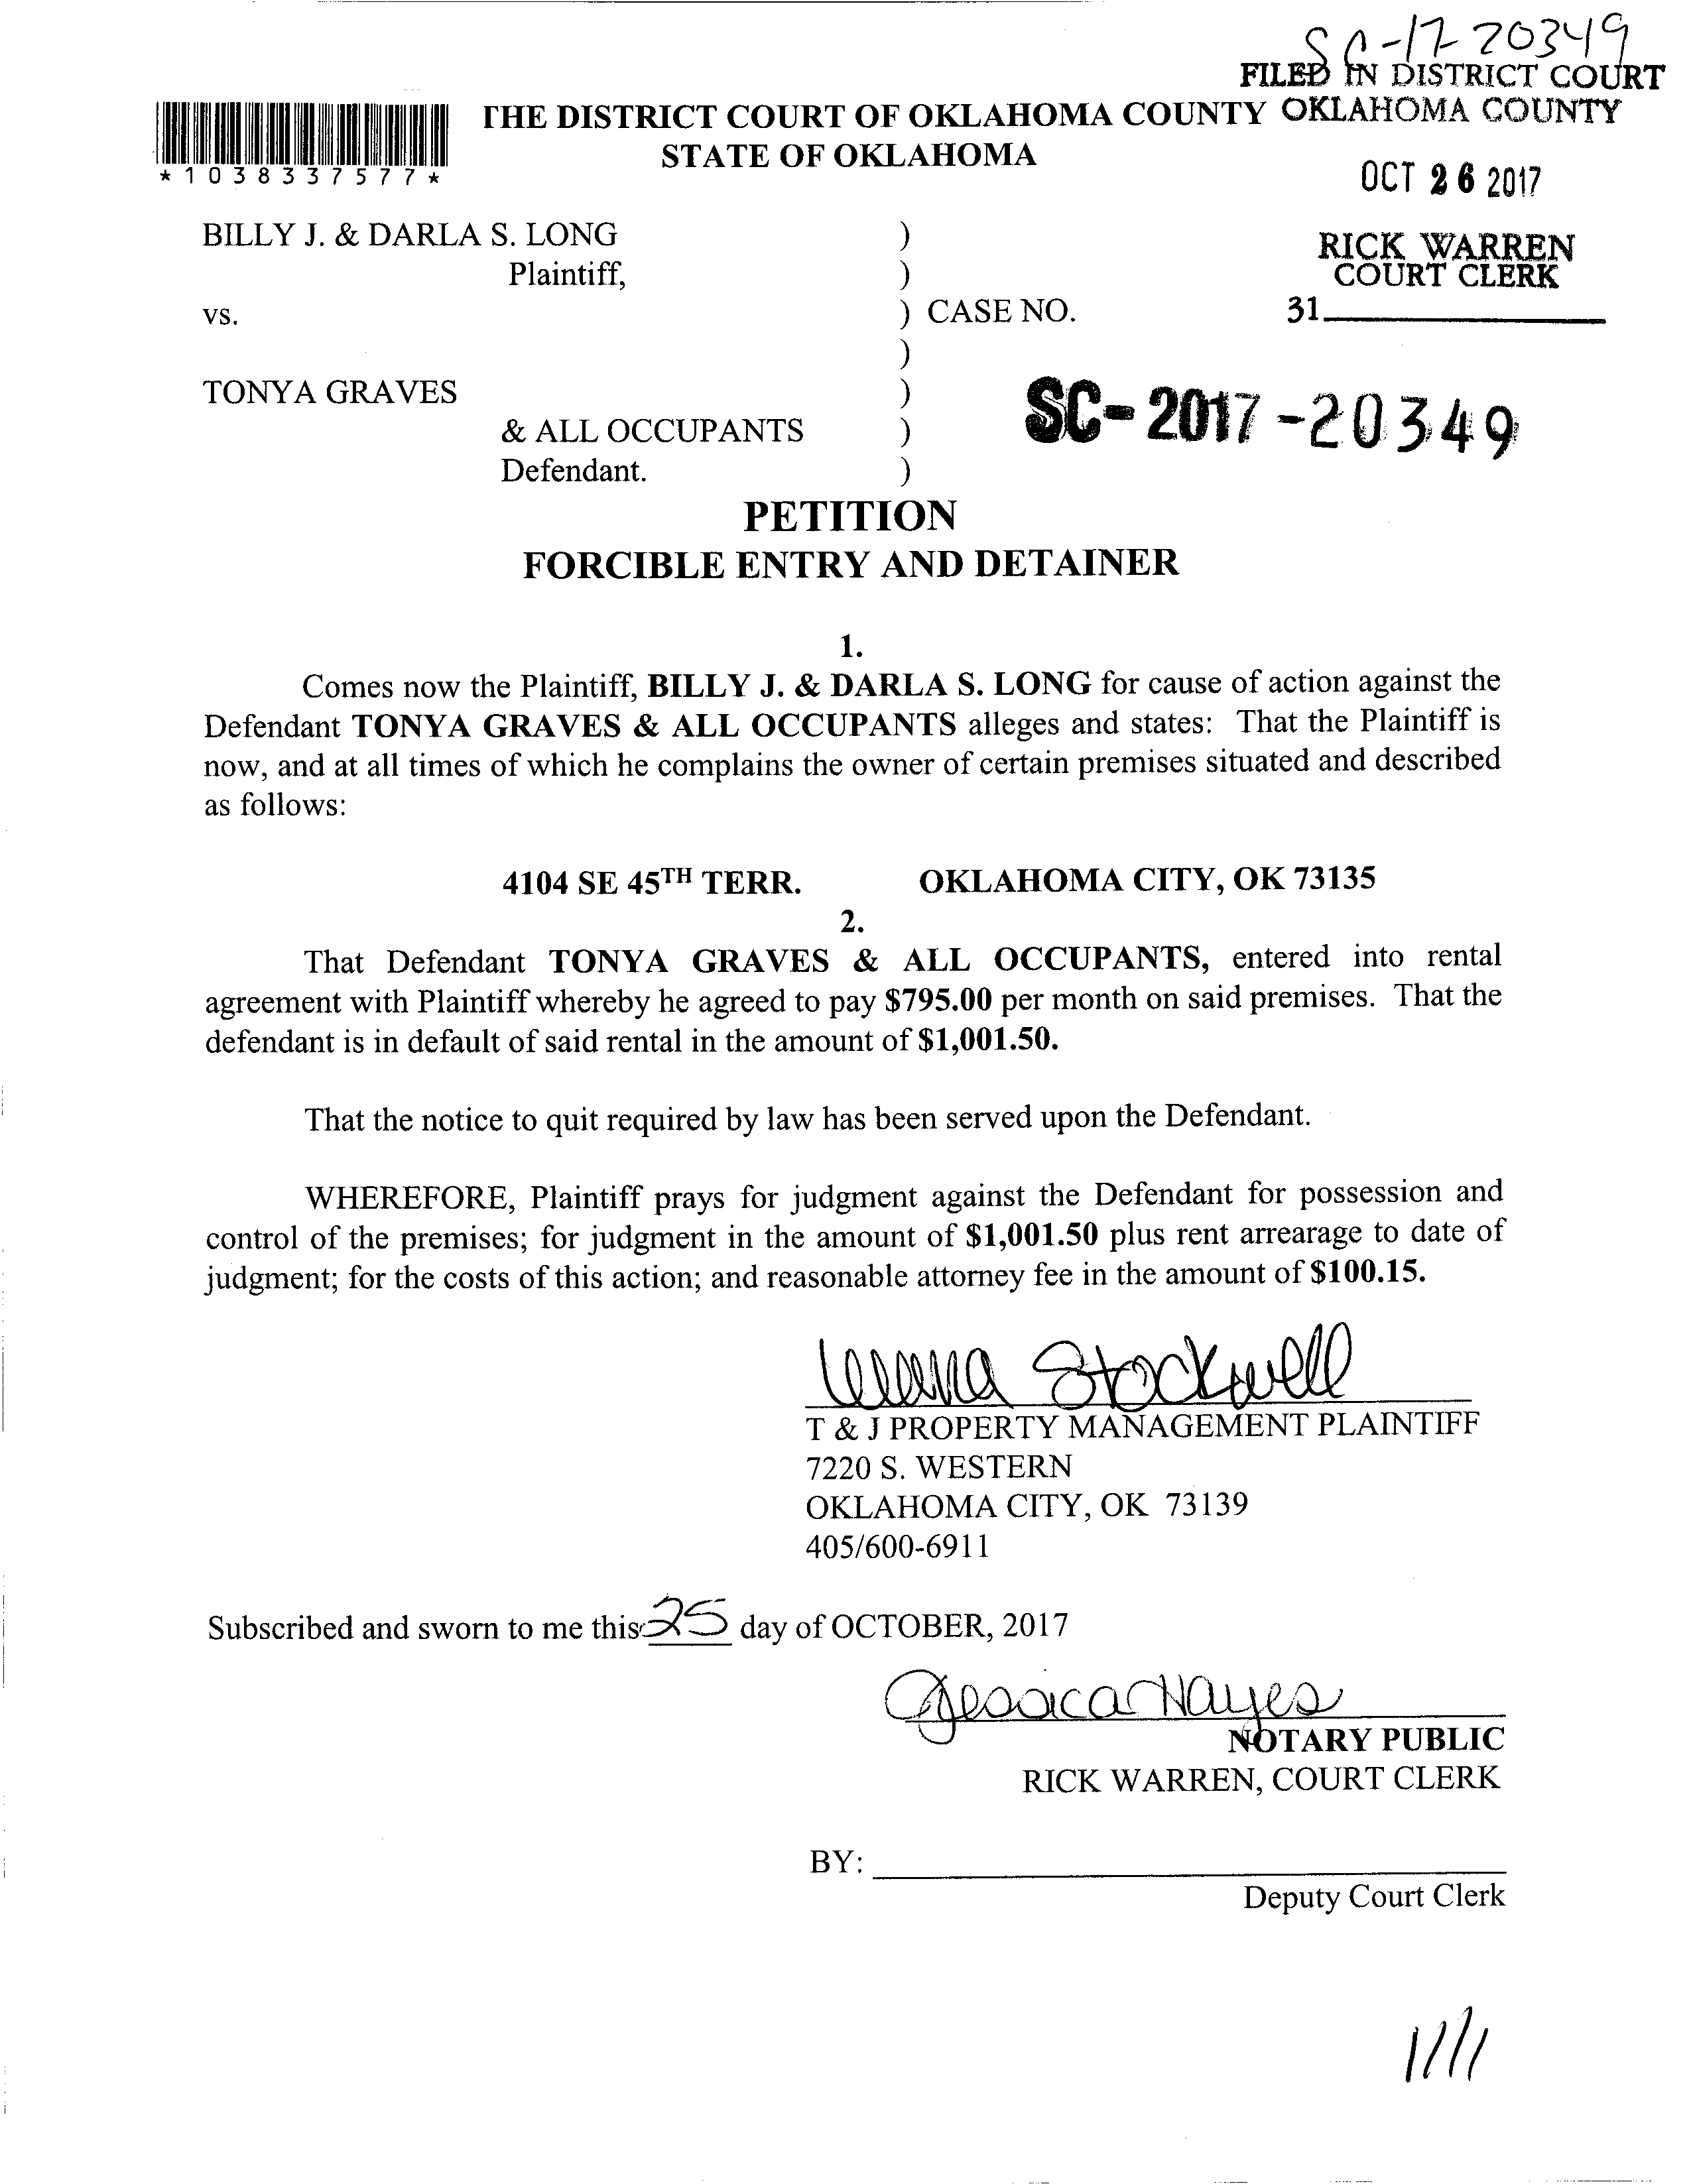 SC-17-20349
FILED IN DISTRICT COURT
OKLAHOMA COUNTY
THE DISTRICT COURT OF OKLAHOMA COUNTY
STATE OF OKLAHOMA
*1038337577*
OCT 26 2017
RICK WARREN
COURT CLERK
31
BILLY J. & DARLA S. LONG )
Plaintiff, )
vs. ) CASE NO.
)
TONYA GRAVES )
& ALL OCCUPANTS )
Defendant. )
SC-2017-20349
PETITION
FORCIBLE ENTRY AND DETAINER
1.
Comes now the Plaintiff, BILLY J. & DARLA S. LONG for cause of action against the
Defendant TONYA GRAVES & ALL OCCUPANTS alleges and states: That the Plaintiff is
now, and at all times of which he complains the owner of certain premises situated and described
as follows:
4104 SE 45TH TERR. OKLAHOMA CITY, OK 73135
2.
That Defendant TONYA GRAVES & ALL OCCUPANTS, entered into rental
agreement with Plaintiff whereby he agreed to pay $795.00 per month on said premises. That the
defendant is in default of said rental in the amount of $1,001.50.
That the notice to quit required by law has been served upon the Defendant.
WHEREFORE, Plaintiff prays for judgment against the Defendant for possession and
control of the premises; for judgment in the amount of $1,001.50 plus rent arrearage to date of
judgment; for the costs of this action; and reasonable attorney fee in the amount of $100.15.
Stockwell
T & J PROPERTY MANAGEMENT PLAINTIFF
7220 S. WESTERN
OKLAHOMA CITY, OK 73139
405/600-6911
Subscribed and sworn to me this 25 day of OCTOBER, 2017
Jessica Hayes
NOTARY PUBLIC
RICK WARREN, COURT CLERK
BY:
Deputy Court Clerk